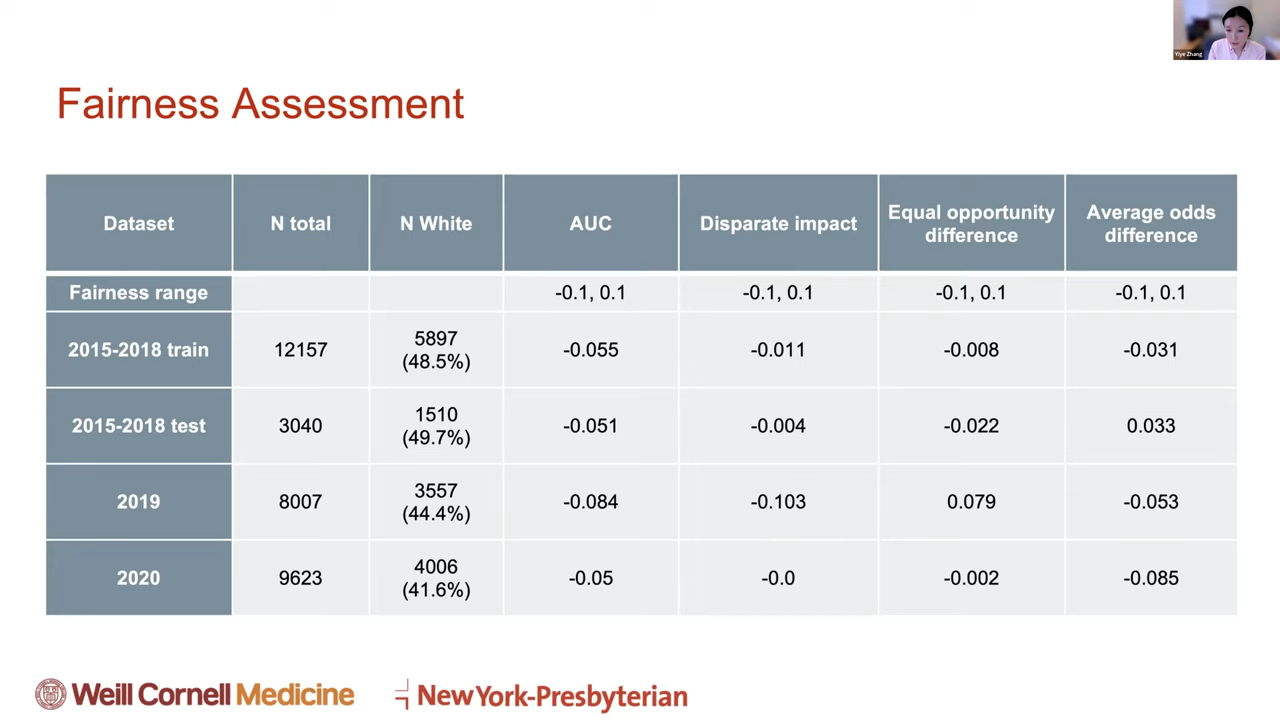 Yiye Zhang
Fairness Assessment
Dataset N total N White AUC Disparate impact Equal opportunity difference Average odds difference
Fairness range -0.1, 0.1 -0.1, 0.1 -0.1, 0.1 -0.1, 0.1
2015-2018 train 12157 5897 (48.5%) -0.055 -0.011 -0.008 -0.031
2015-2018 test 3040 1510 (49.7%) -0.051 -0.004 -0.022 0.033
2019 8007 3557 (44.4%) -0.084 -0.103 0.079 -0.053
2020 9623 4006 (41.6%) -0.05 -0.0 -0.002 -0.085
Weill Cornell Medicine NewYork-Presbyterian